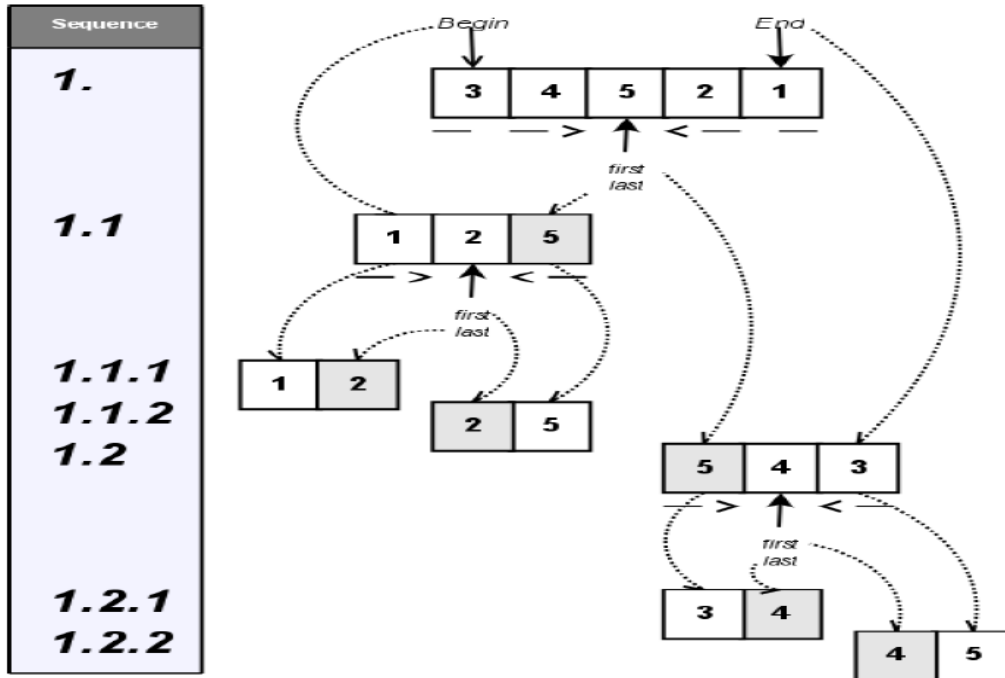 Sequence
Begin End
1.
3 4 5 2 1
first
last
1.1
1 2 5
first
last
1.1.1
1 2
1.1.2
2 5
1.2
5 4 3
first
last
1.2.1
3 4
1.2.2
4 5